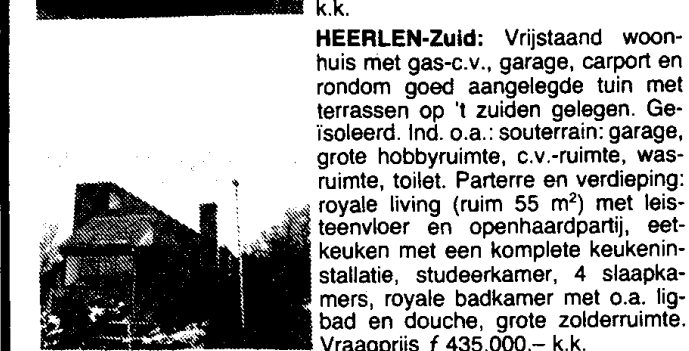 k.k.
HEERLEN-Zuid: Vrijstaand woon-
huis met gas-c.v., garage, carport en
rondom goed aangelegde tuin met
terrassen op 't zuiden gelegen. Ge-
ïsoleerd. Ind. o.a.: souterrain: garage,
grote hobbyruimte, c.v.-ruimte, was-
ruimte, toilet. Parterre en verdieping:
royale living (ruim 55 m²) met leis-
teenvloer en openhaardpartij, eet-
keuken met een komplete keukenin-
stallatie, studeerkamer, 4 slaapka-
mers, royale badkamer met o.a. lig-
bad en douche, grote zolderruimte.
Vraagprijs ƒ 435.000,– k.k.